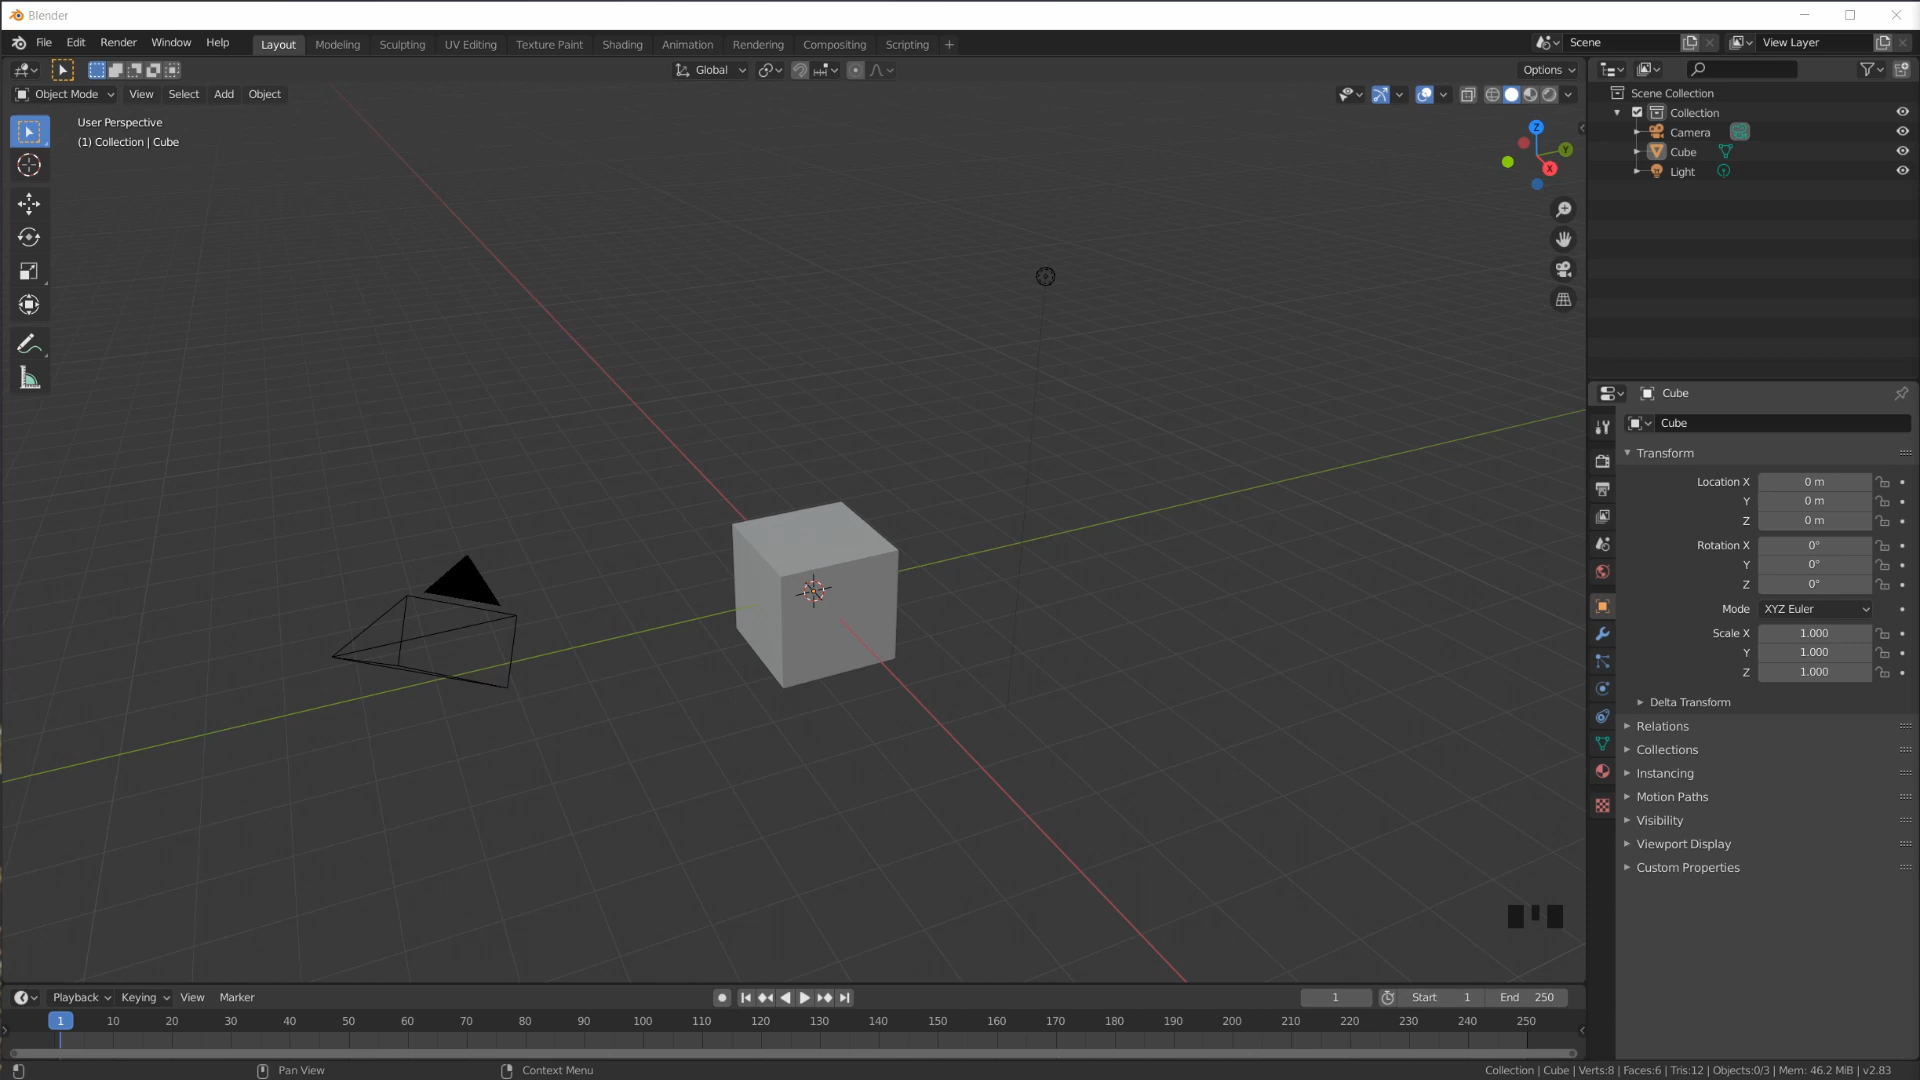 Blender
File Edit Render Window Help Layout Modeling Sculpting UV Editing Texture Paint Shading Animation Rendering Compositing Scripting + Scene View Layer
Global Options
Object Mode View Select Add Object
User Perspective
(1) Collection | Cube
Z
Y
X
Scene Collection
Collection
Camera
Cube
Light
Cube
Cube
Transform
Location X 0 m
Y 0 m
Z 0 m
Rotation X 0°
Y 0°
Z 0°
Mode XYZ Euler
Scale X 1.000
Y 1.000
Z 1.000
Delta Transform
Relations
Collections
Instancing
Motion Paths
Visibility
Viewport Display
Custom Properties
Playback Keying View Marker 1 Start 1 End 250
1 10 20 30 40 50 60 70 80 90 100 110 120 130 140 150 160 170 180 190 200 210 220 230 240 250
Pan View Context Menu Collection | Cube | Verts:8 | Faces:6 | Tris:12 | Objects:0/3 | Mem: 46.2 MiB | v2.83